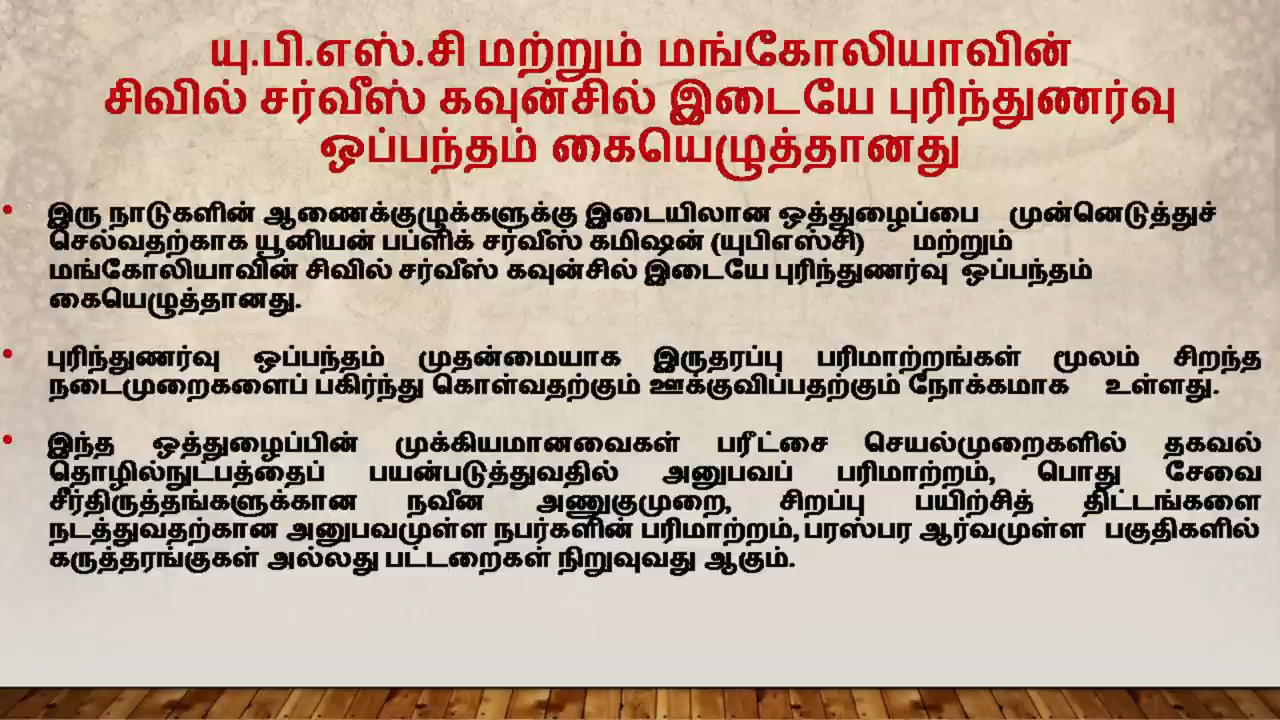 யு.பி.எஸ்.சி மற்றும் மங்கோலியாவின்
சிவில் சர்வீஸ் கவுன்சில் இடையே புரிந்துணர்வு
ஒப்பந்தம் கையெழுத்தானது
• இரு நாடுகளின் ஆணைக்குழுக்களுக்கு இடையிலான ஒத்துழைப்பை முன்னெடுத்துச்
செல்வதற்காக யூனியன் பப்ளிக் சர்வீஸ் கமிஷன் (யுபிஎஸ்சி) மற்றும்
மங்கோலியாவின் சிவில் சர்வீஸ் கவுன்சில் இடையே புரிந்துணர்வு ஒப்பந்தம்
கையெழுத்தானது.
• புரிந்துணர்வு ஒப்பந்தம் முதன்மையாக இருதரப்பு பரிமாற்றங்கள் மூலம் சிறந்த
நடைமுறைகளைப் பகிர்ந்து கொள்வதற்கும் ஊக்குவிப்பதற்கும் நோக்கமாக உள்ளது.
• இந்த ஒத்துழைப்பின் முக்கியமானவைகள் பரீட்சை செயல்முறைகளில் தகவல்
தொழில்நுட்பத்தைப் பயன்படுத்துவதில் அனுபவப் பரிமாற்றம், பொது சேவை
சீர்திருத்தங்களுக்கான நவீன அணுகுமுறை, சிறப்பு பயிற்சித் திட்டங்களை
நடத்துவதற்கான அனுபவமுள்ள நபர்களின் பரிமாற்றம், பரஸ்பர ஆர்வமுள்ள பகுதிகளில்
கருத்தரங்குகள் அல்லது பட்டறைகள் நிறுவுவது ஆகும்.